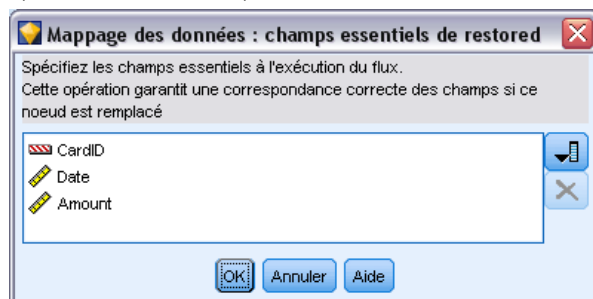 Mappage des données : champs essentiels de restored
Spécifiez les champs essentiels à l'exécution du flux.
Cette opération garantit une correspondance correcte des champs si ce
noeud est remplacé
CardID
Date
Amount
OK Annuler Aide